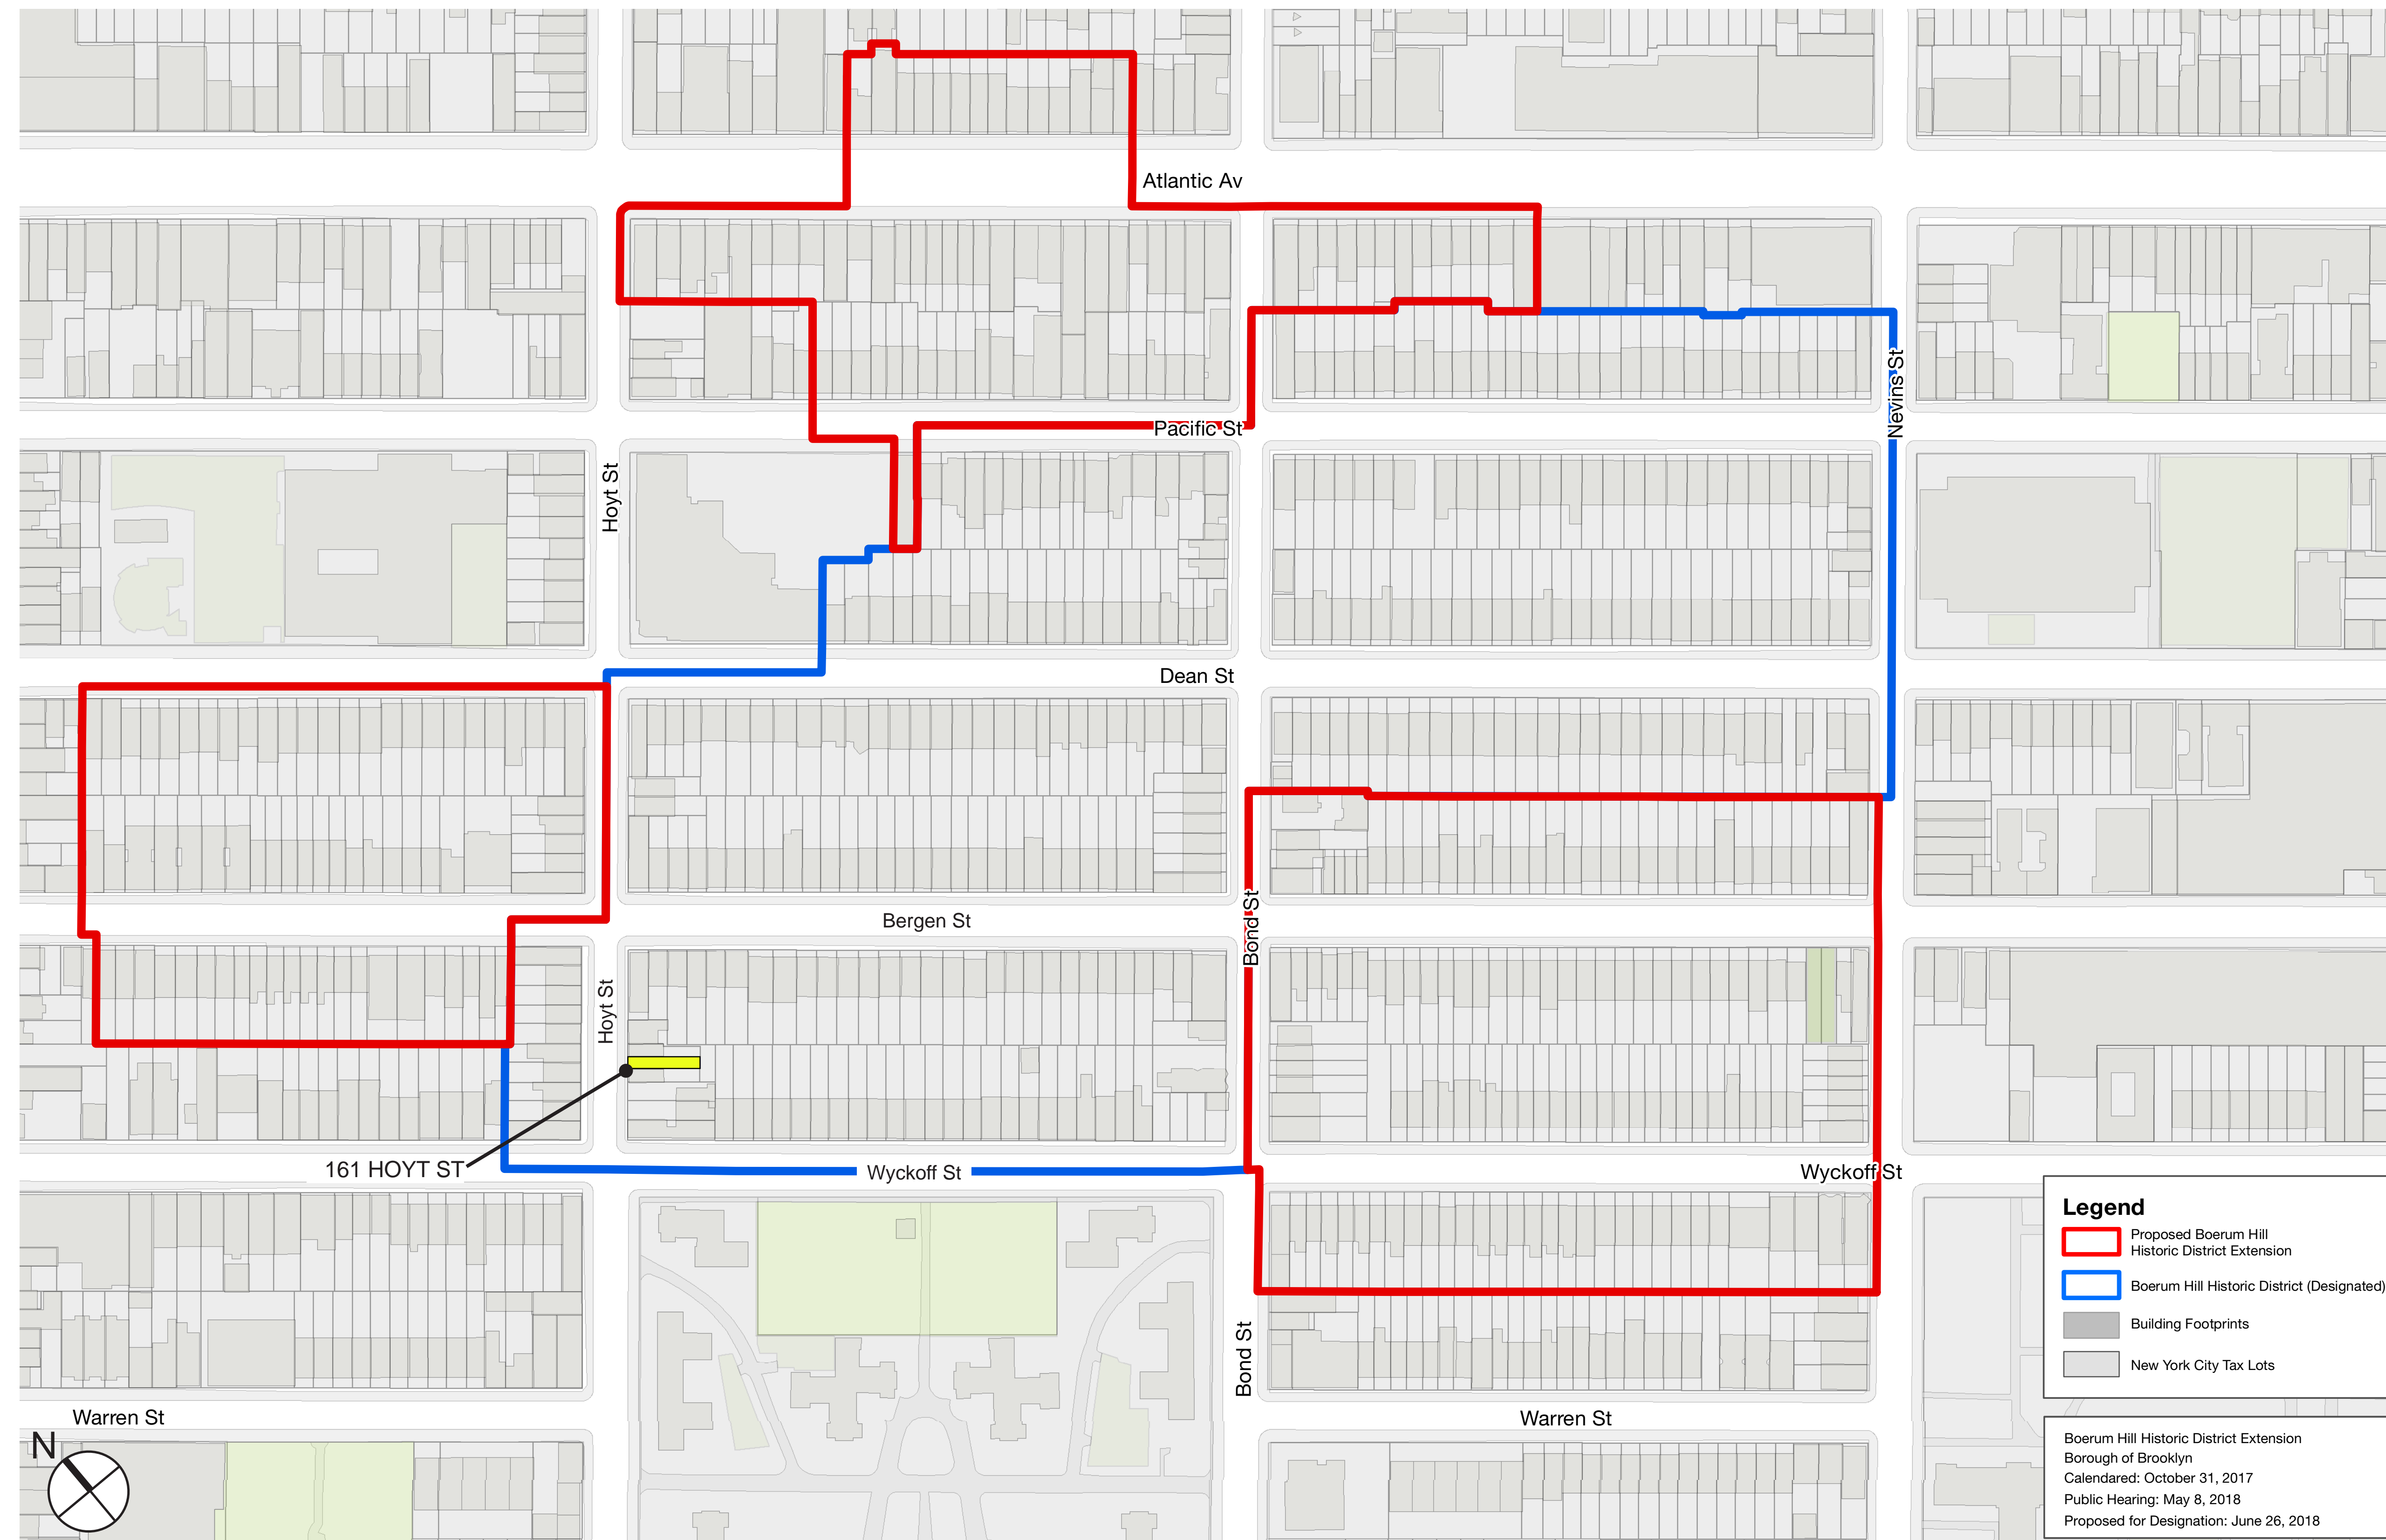 Atlantic Av
Nevins St
Pacific St
Hoyt St
Dean St
Bond St
Bergen St
Hoyt St
161 HOYT ST
Wyckoff St
Wyckoff St
Legend
Proposed Boerum Hill
Historic District Extension
Boerum Hill Historic District (Designated)
Building Footprints
New York City Tax Lots
Bond St
Warren St
Warren St
N
Boerum Hill Historic District Extension
Borough of Brooklyn
Calendared: October 31, 2017
Public Hearing: May 8, 2018
Proposed for Designation: June 26, 2018